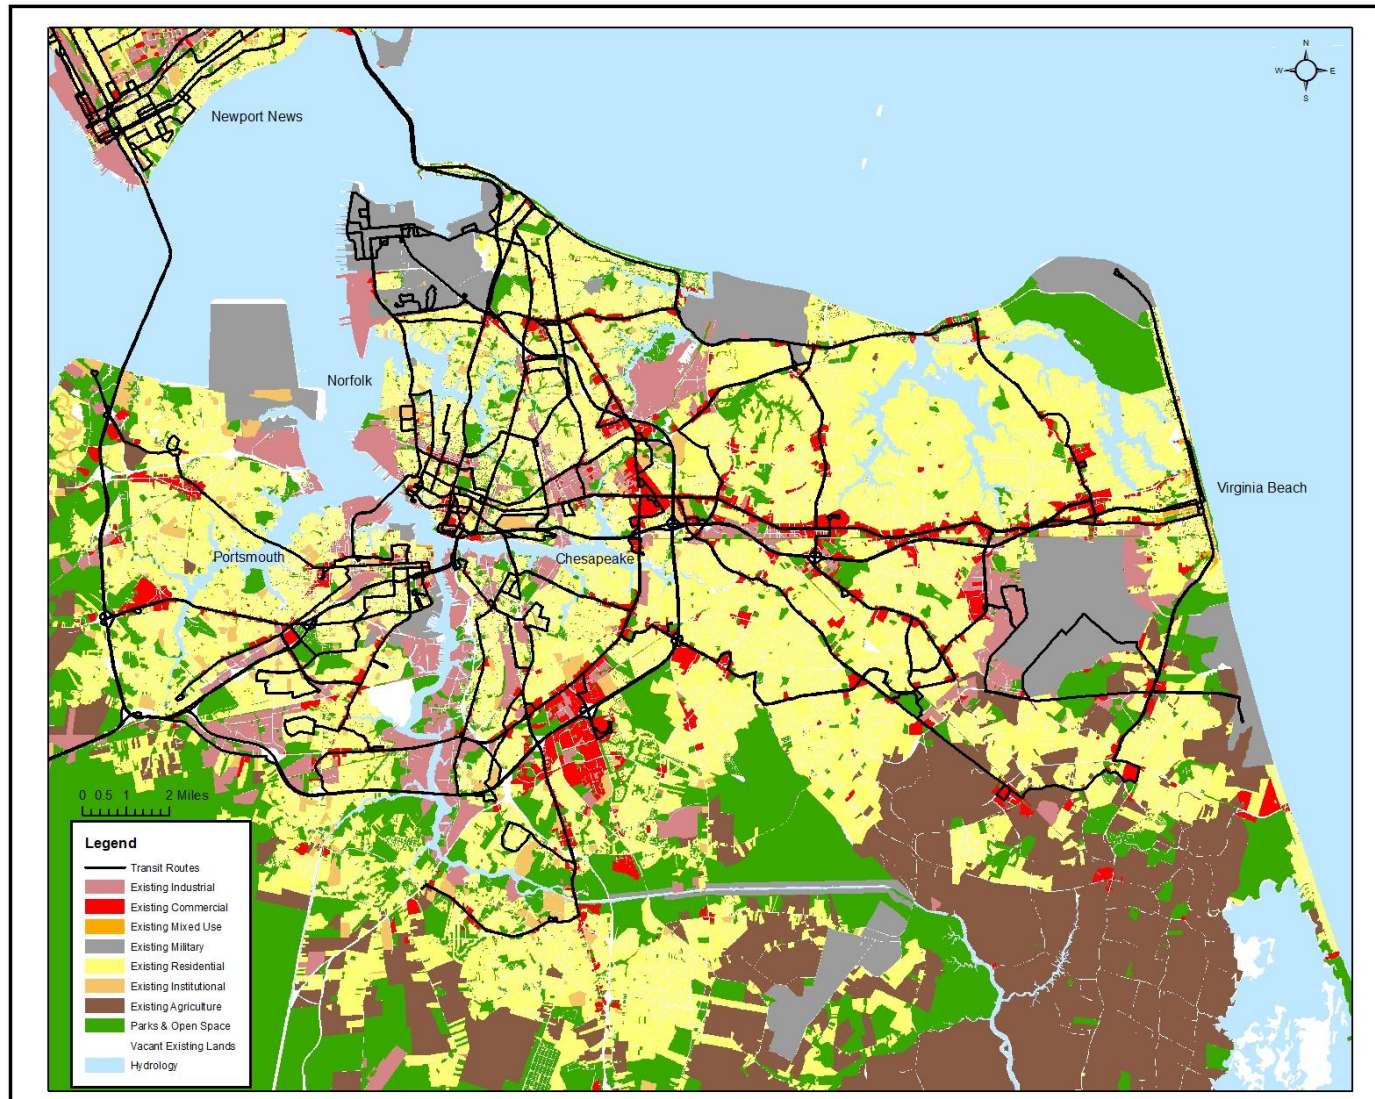 N
W E
S
Newport News
Norfolk
Virginia Beach
Portsmouth
Chesapeake
0 0.5 1 2 Miles
Legend
Transit Routes
Existing Industrial
Existing Commercial
Existing Mixed Use
Existing Military
Existing Residential
Existing Institutional
Existing Agriculture
Parks & Open Space
Vacant Existing Lands
Hydrology